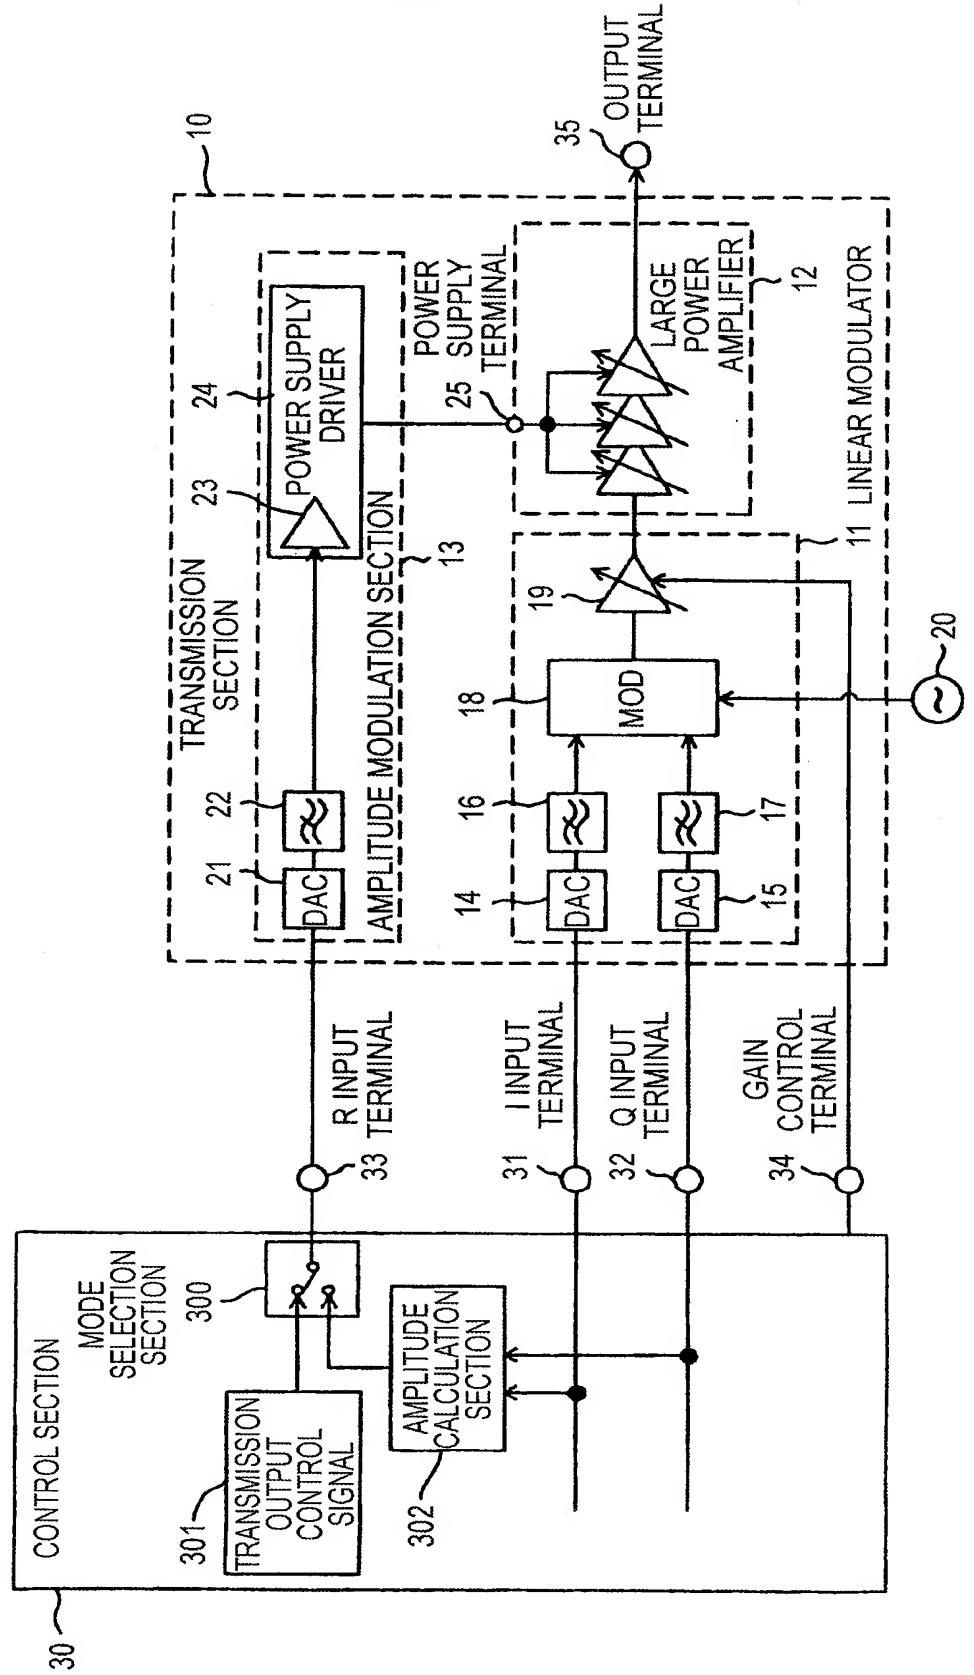 30
CONTROL SECTION
MODE
SELECTION
SECTION
300
301
TRANSMISSION
OUTPUT
CONTROL
SIGNAL
302
AMPLITUDE
CALCULATION
SECTION
33
R INPUT
TERMINAL
31
I INPUT
TERMINAL
32
Q INPUT
TERMINAL
34
GAIN
CONTROL
TERMINAL
10
TRANSMISSION
SECTION
21
DAC
22
23
24
POWER SUPPLY
DRIVER
AMPLITUDE MODULATION SECTION
13
POWER
SUPPLY
TERMINAL
25
14
DAC
16
18
MOD
19
15
DAC
17
11 LINEAR MODULATOR
LARGE
POWER
AMPLIFIER
12
20
35
OUTPUT
TERMINAL